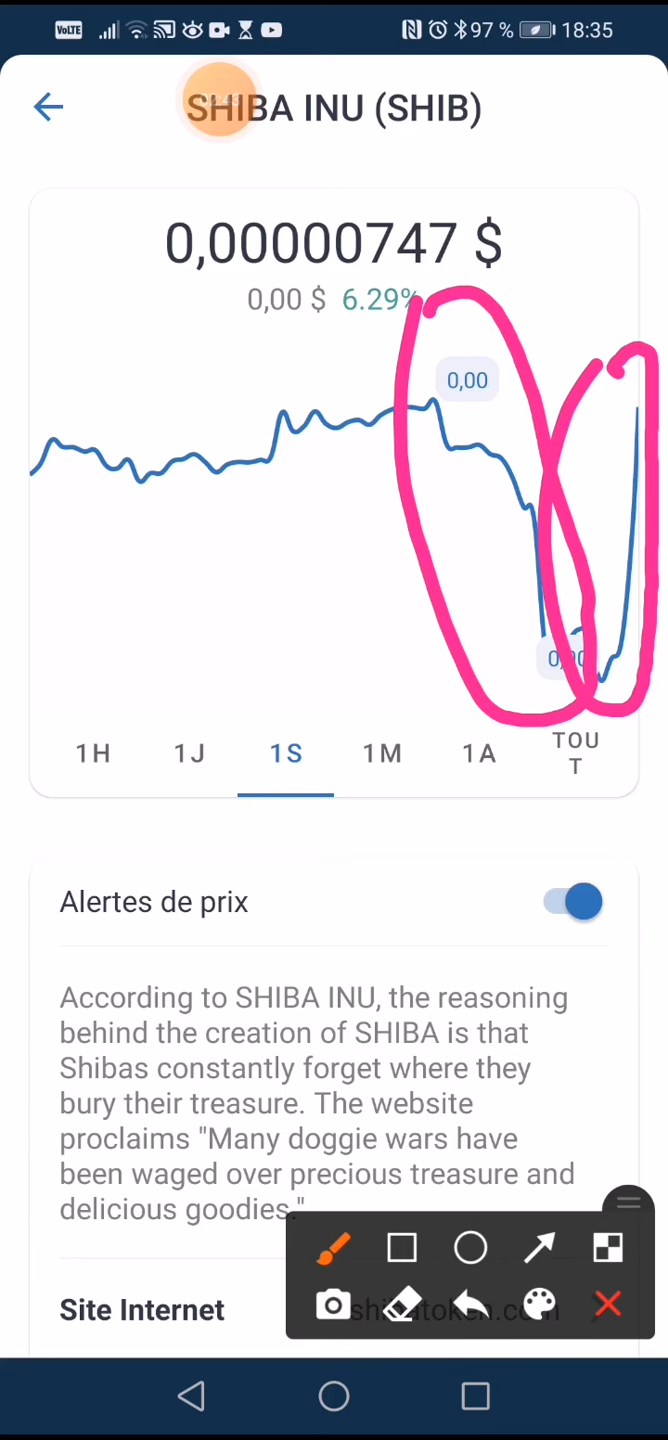 VoLTE
97 % 18:35
SHIBA INU (SHIB)
0,00000747 $
0,00 $ 6.29%
0,00
1H 1J 1S 1M 1A TOU
T
Alertes de prix
According to SHIBA INU, the reasoning
behind the creation of SHIBA is that
Shibas constantly forget where they
bury their treasure. The website
proclaims "Many doggie wars have
been waged over precious treasure and
delicious goodies."
Site Internet